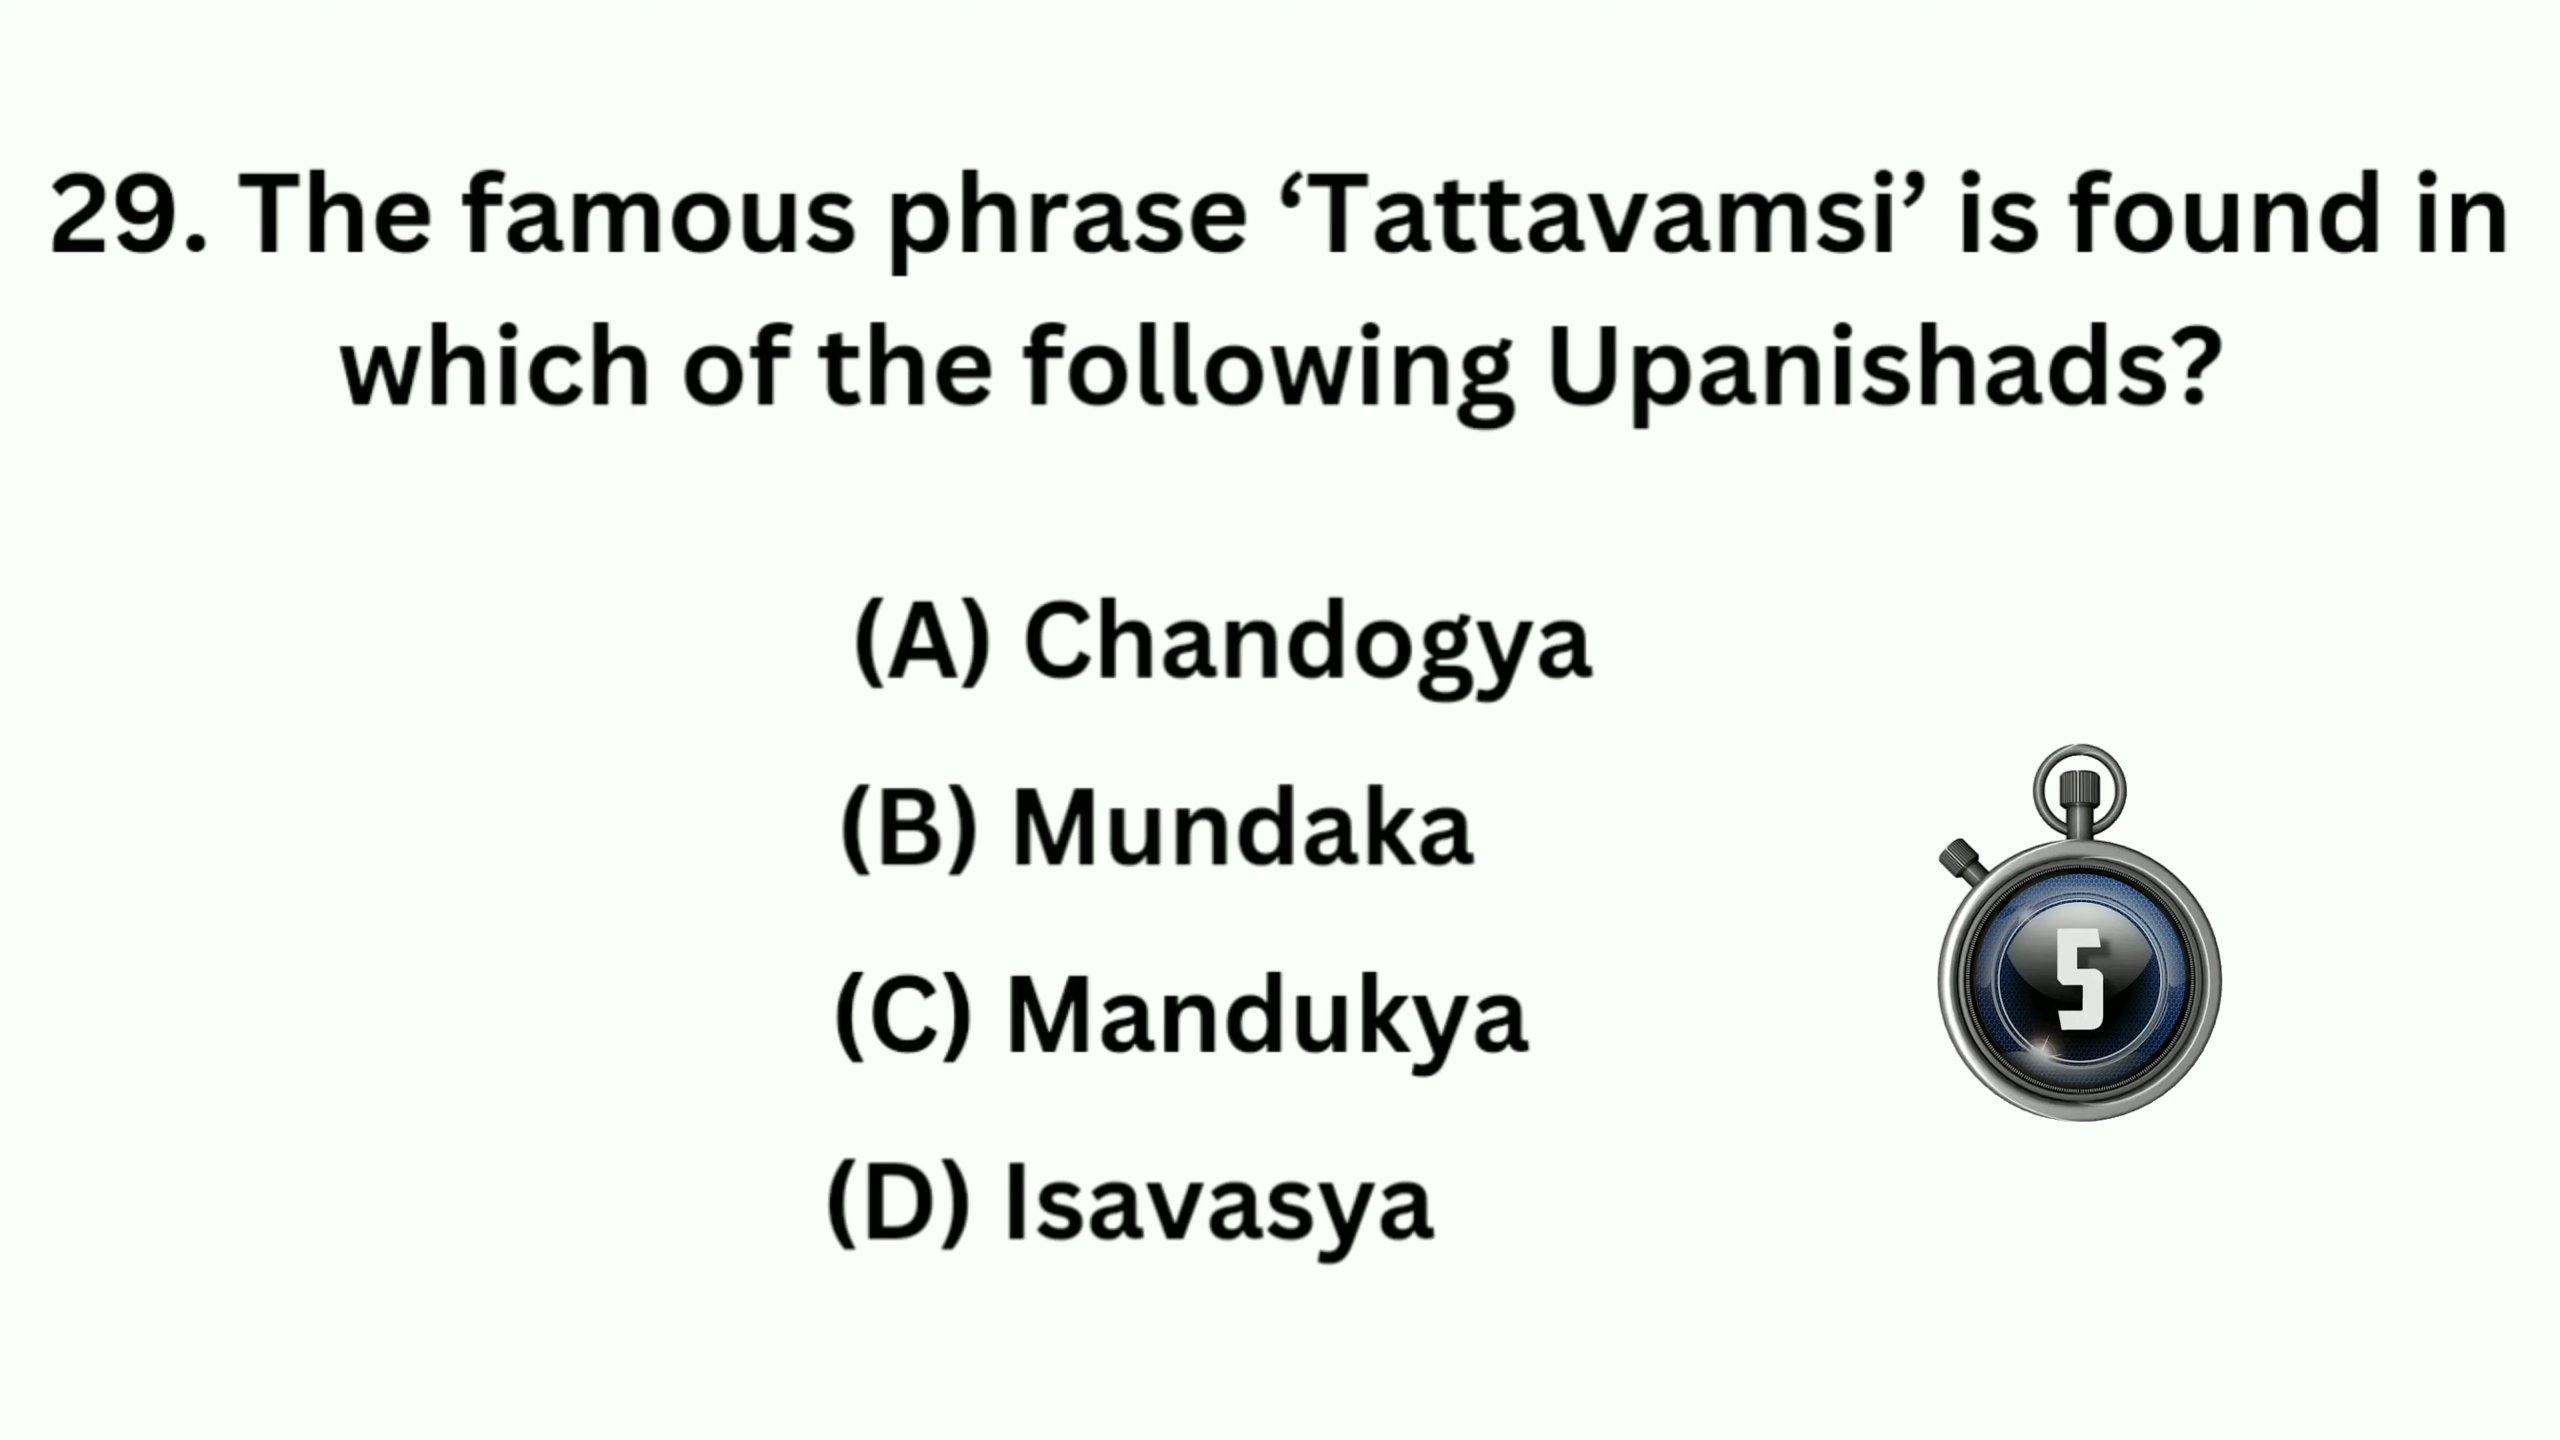 29. The famous phrase ‘Tattavamsi’ is found in
which of the following Upanishads?
(A) Chandogya
(B) Mundaka
(C) Mandukya
(D) Isavasya
5